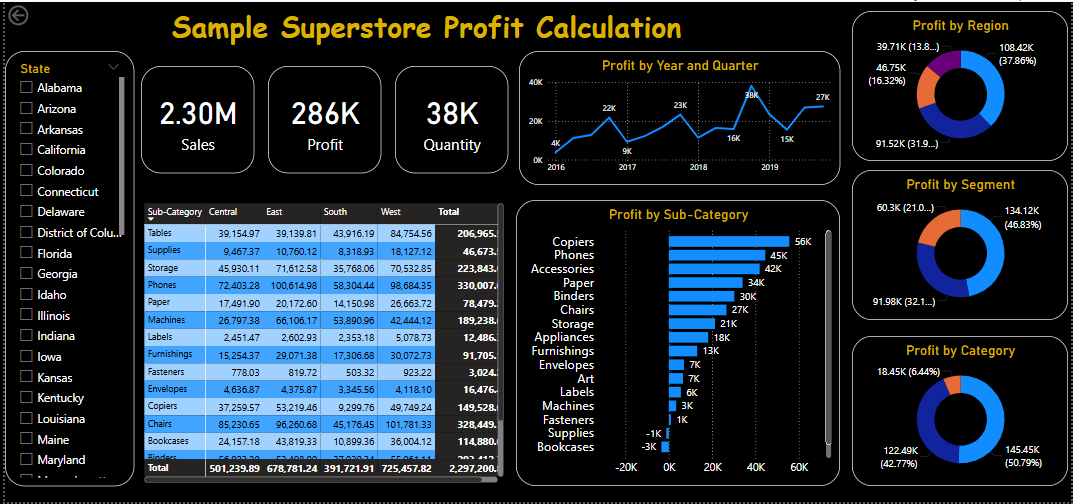 Sample Superstore Profit Calculation
State
Alabama
Arizona
Arkansas
California
Colorado
Connecticut
Delaware
District of Colu...
Florida
Georgia
Idaho
Illinois
Indiana
Iowa
Kansas
Kentucky
Louisiana
Maine
Maryland
2.30M
Sales
286K
Profit
38K
Quantity
Sub-Category Central East South West Total
Tables 39,154.97 39,139.81 43,916.19 84,754.56 206,965.
Supplies 9,467.37 10,760.12 8,318.93 18,127.12 46,673.
Storage 45,930.11 71,612.58 35,768.06 70,532.85 223,843.
Phones 72,403.28 100,614.98 58,304.44 98,684.35 330,007.
Paper 17,491.90 20,172.60 14,150.98 26,663.72 78,479.
Machines 26,797.38 66,106.17 53,890.96 42,444.12 189,238.
Labels 2,451.47 2,602.93 2,353.18 5,078.73 12,486.
Furnishings 15,254.37 29,071.38 17,306.68 30,072.73 91,705.
Fasteners 778.03 819.72 503.32 923.22 3,024.
Envelopes 4,636.87 4,375.87 3,345.56 4,118.10 16,476.
Copiers 37,259.57 53,219.46 9,299.76 49,749.24 149,528.
Chairs 85,230.65 96,260.68 45,176.45 101,781.33 328,449.
Bookcases 24,157.18 43,819.33 10,899.36 36,004.12 114,880.
Binders
Total 501,239.89 678,781.24 391,721.91 725,457.82 2,297,200.
Profit by Year and Quarter
40K
20K
0K
4K
22K
9K
23K
16K
38K
15K
27K
2016 2017 2018 2019
Profit by Sub-Category
Copiers 56K
Phones 45K
Accessories 42K
Paper 34K
Binders 30K
Chairs 27K
Storage 21K
Appliances 18K
Furnishings 13K
Envelopes 7K
Art 7K
Labels 6K
Machines 3K
Fasteners 1K
Supplies -1K
Bookcases -3K
-20K 0K 20K 40K 60K
Profit by Region
39.71K (13.8...)
108.42K
(37.86%)
46.75K
(16.32%)
91.52K (31.9...)
Profit by Segment
60.3K (21.0...)
134.12K
(46.83%)
91.98K (32.1...)
Profit by Category
18.45K (6.44%)
122.49K
(42.77%)
145.45K
(50.79%)